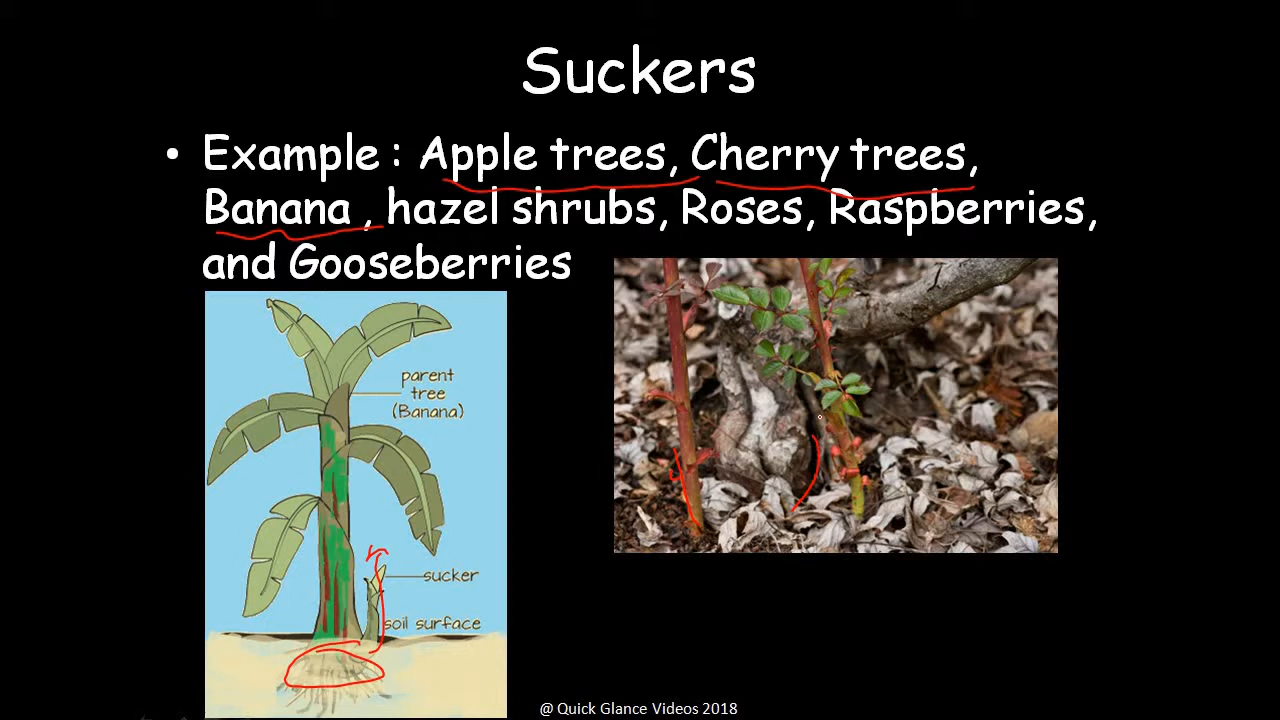 Suckers
• Example : Apple trees, Cherry trees,
Banana , hazel shrubs, Roses, Raspberries,
and Gooseberries
parent
tree
(Banana)
sucker
soil surface
@ Quick Glance Videos 2018